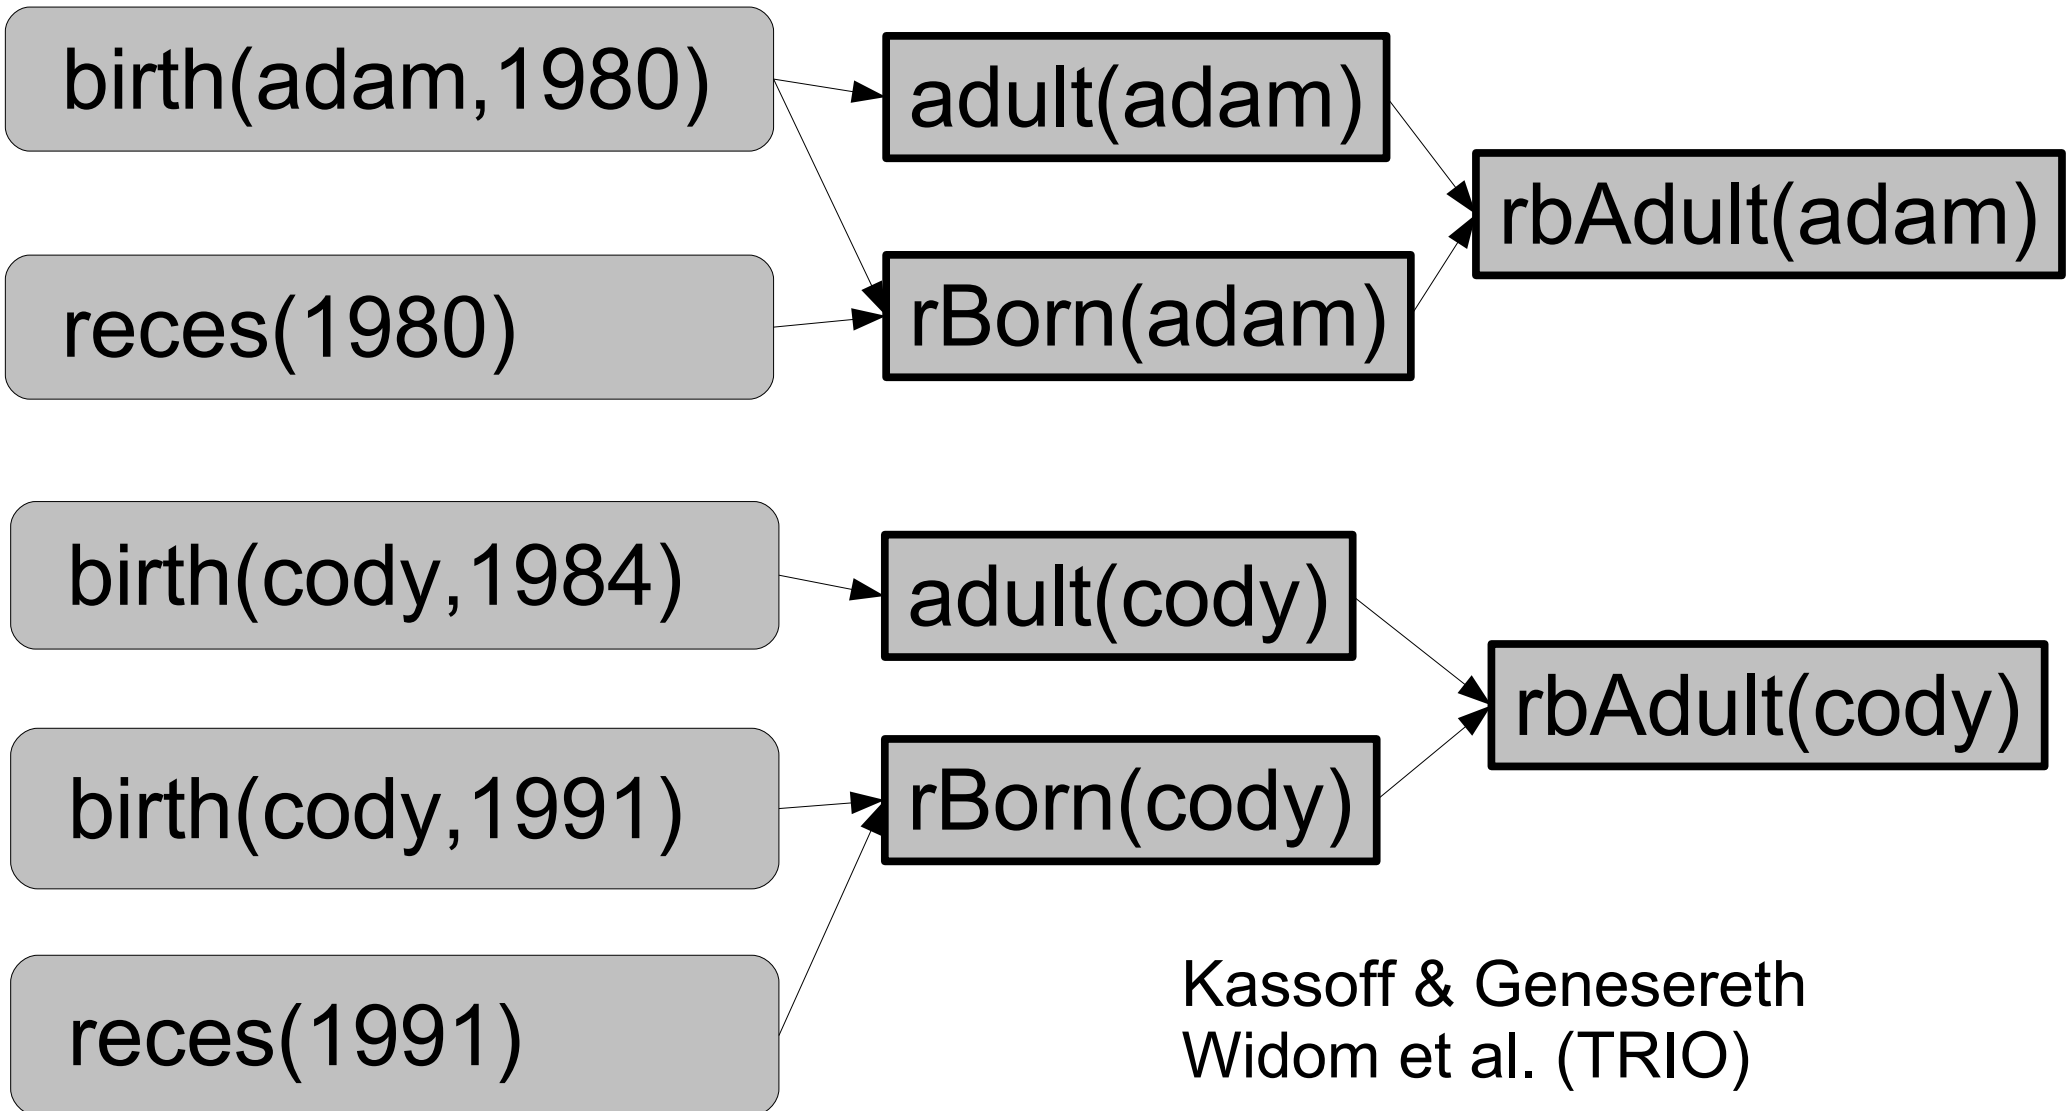 birth(adam,1980)
adult(adam)
rbAdult(adam)
reces(1980)
rBorn(adam)
birth(cody,1984)
adult(cody)
rbAdult(cody)
birth(cody,1991)
rBorn(cody)
reces(1991)
Kassoff & Genesereth
Widom et al. (TRIO)